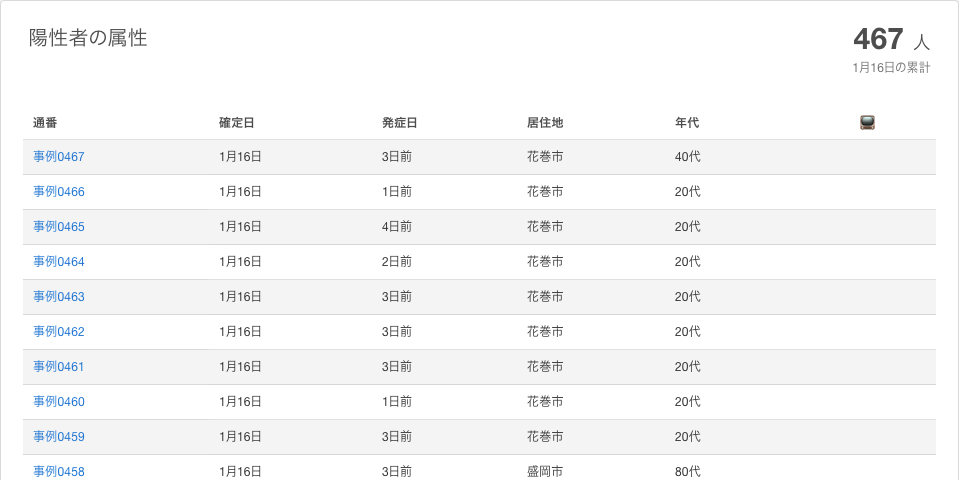 陽性者の属性
467 人
1月16日の累計
通番 確定日 発症日 居住地 年代
事例0467 1月16日 3日前 花巻市 40代
事例0466 1月16日 1日前 花巻市 20代
事例0465 1月16日 4日前 花巻市 20代
事例0464 1月16日 2日前 花巻市 20代
事例0463 1月16日 3日前 花巻市 20代
事例0462 1月16日 3日前 花巻市 20代
事例0461 1月16日 3日前 花巻市 20代
事例0460 1月16日 1日前 花巻市 20代
事例0459 1月16日 3日前 花巻市 20代
事例0458 1月16日 3日前 盛岡市 80代